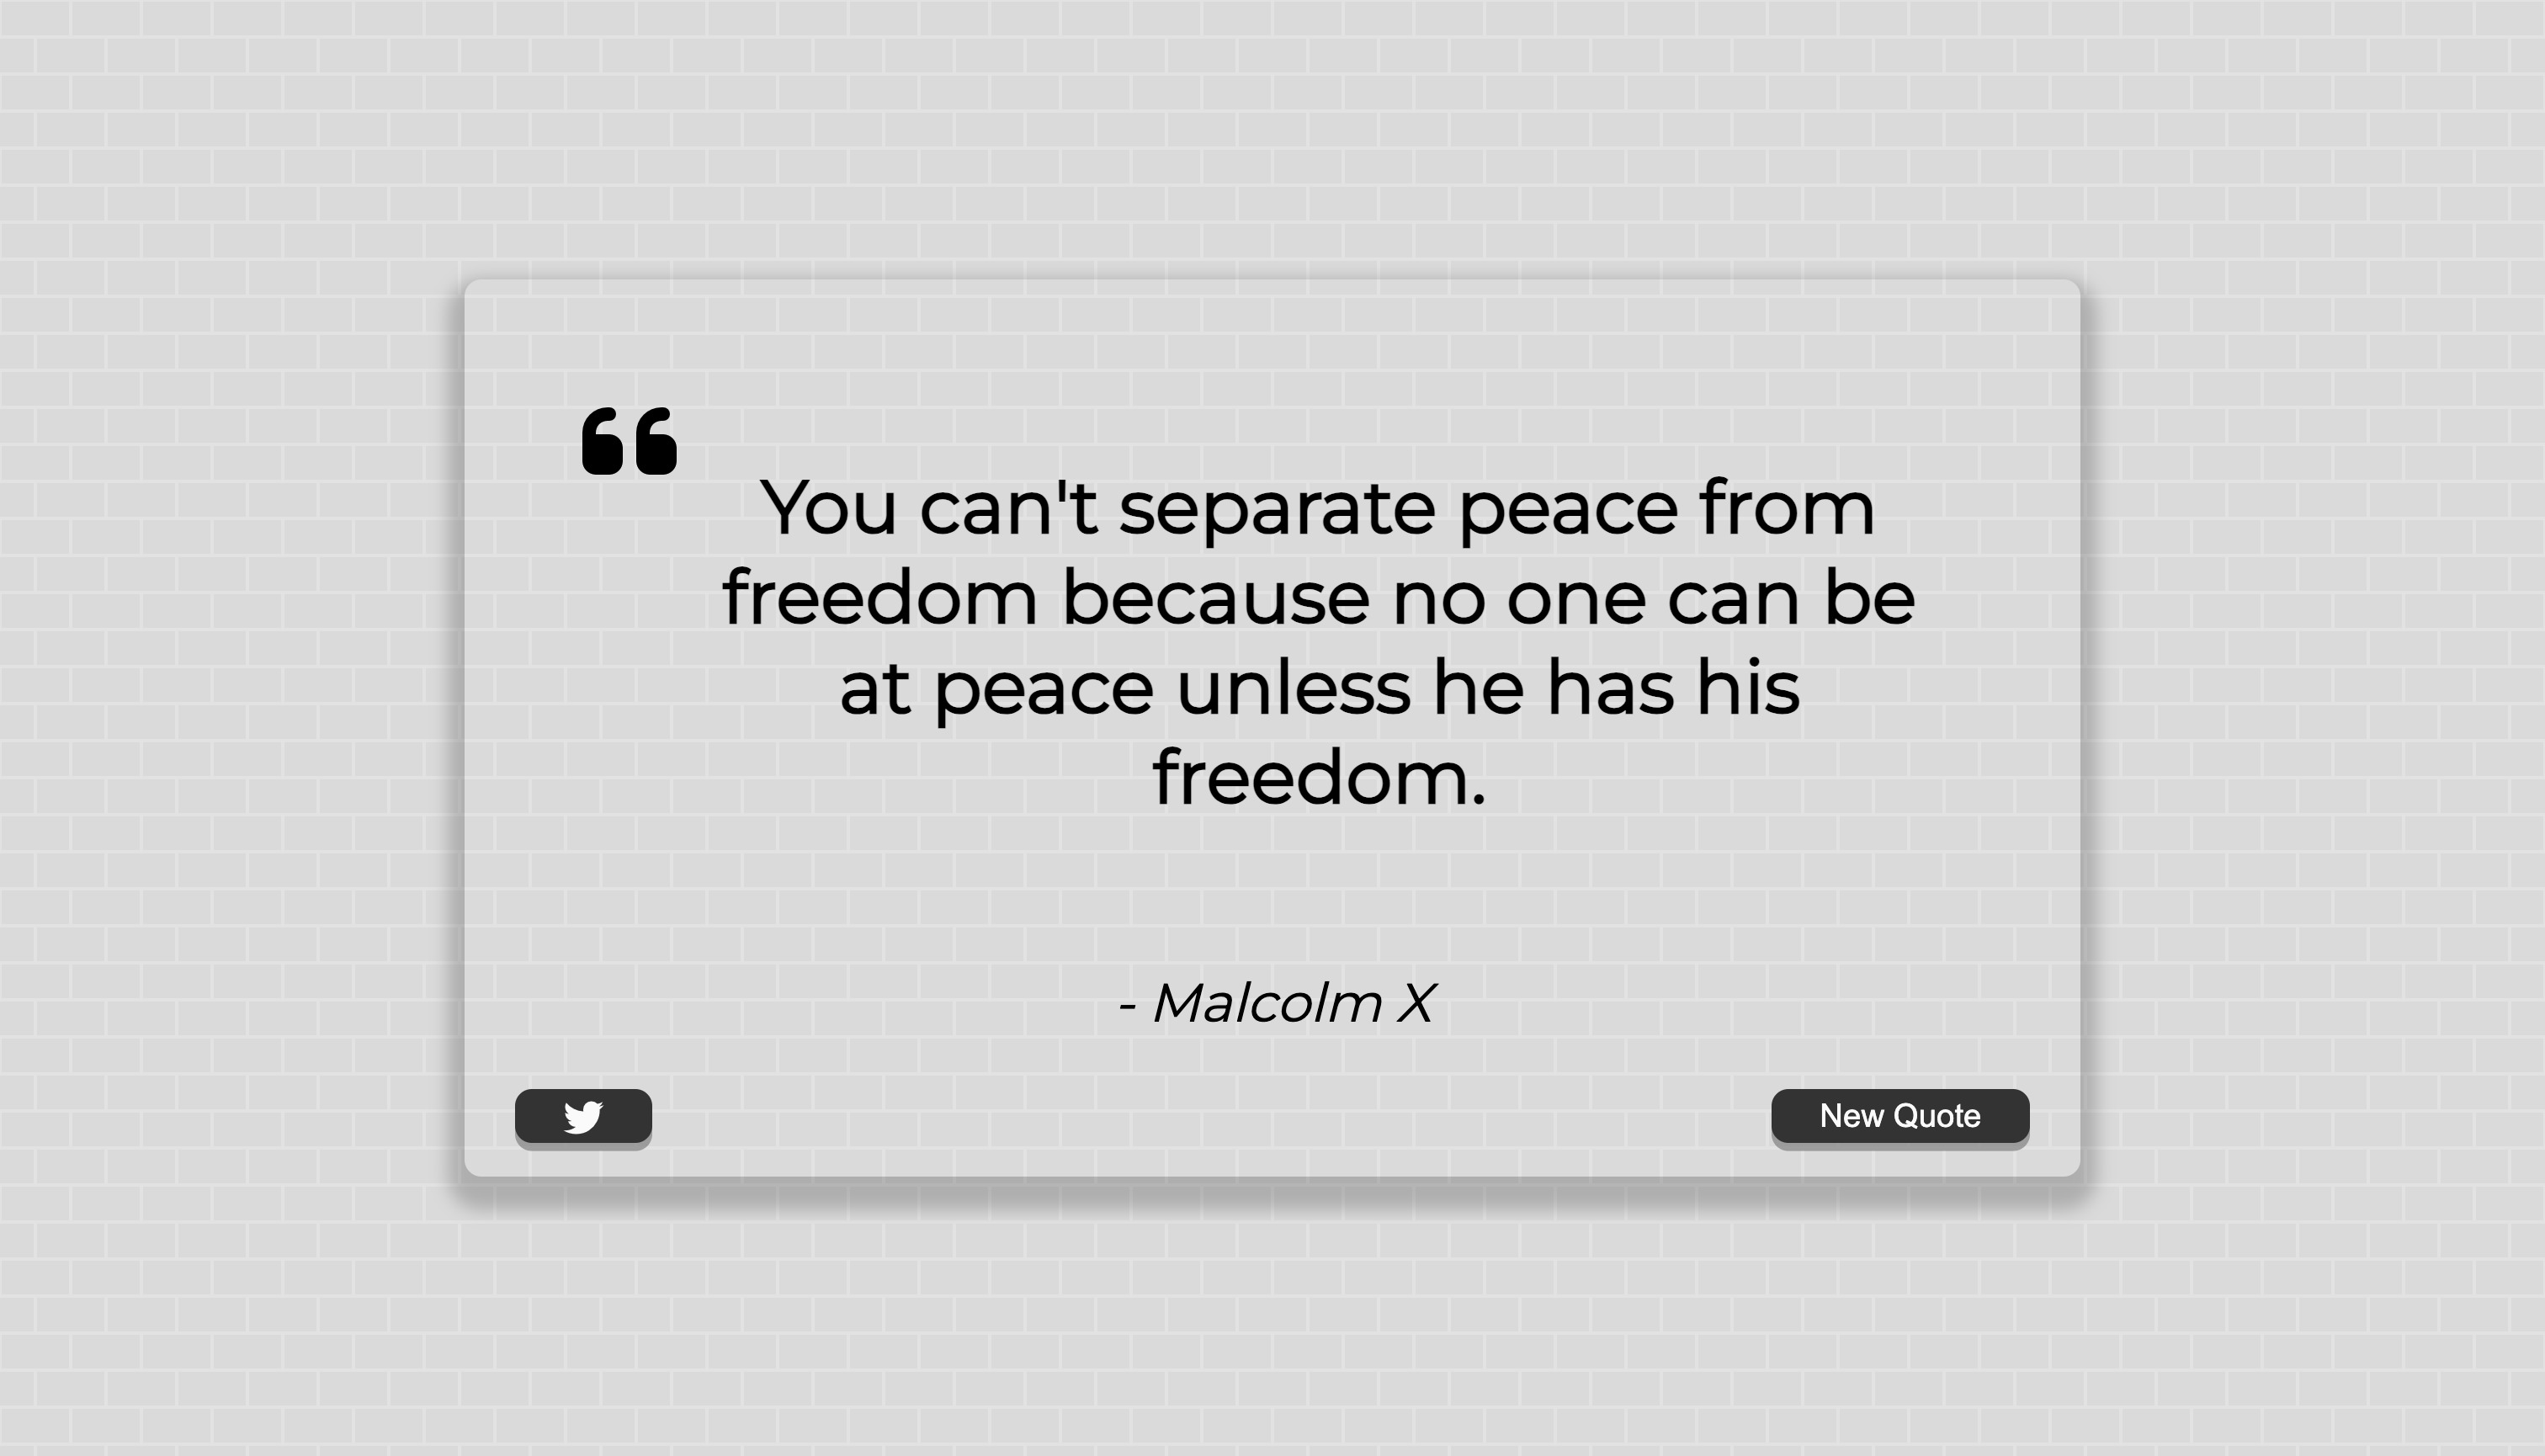 You can't separate peace from
freedom because no one can be
at peace unless he has his
freedom.
- Malcolm X
New Quote